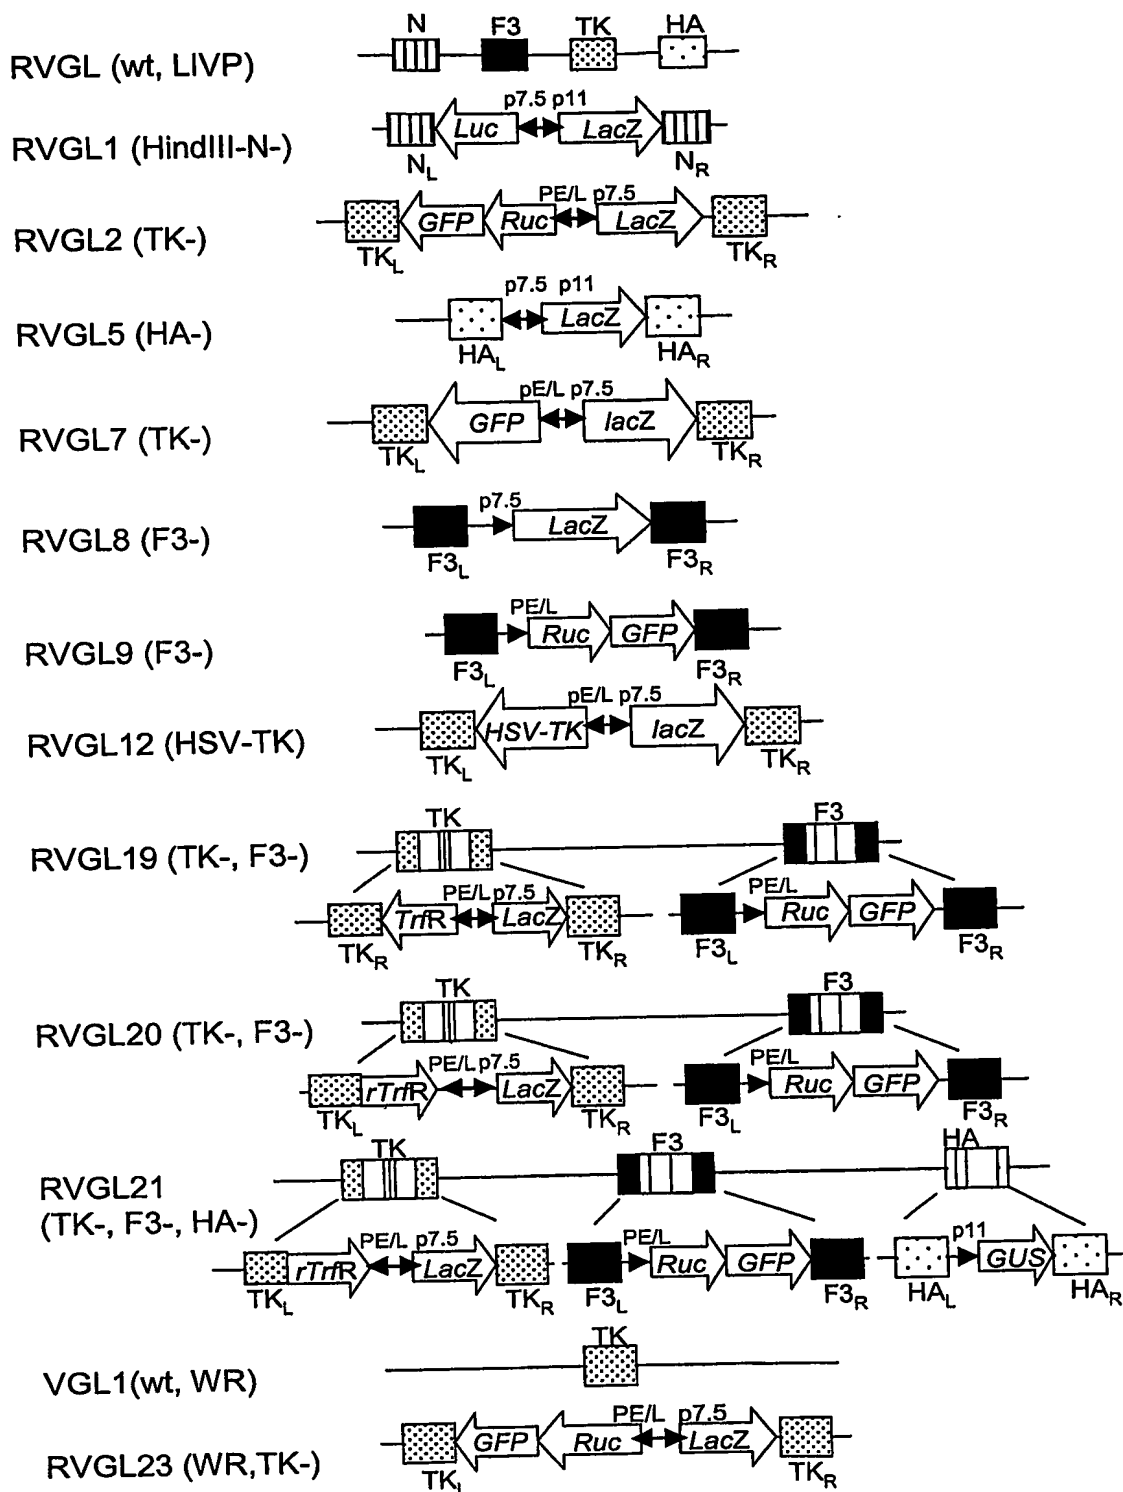 N F3 TK HA
RVGL (wt, LIVP)
p7.5 p11
RVGL1 (HindIII-N-) Luc LacZ
NL NR
PE/L p7.5
RVGL2 (TK-) GFP Ruc LacZ
TKL TKR
p7.5 p11
RVGL5 (HA-) LacZ
HAL HAR
pE/L p7.5
RVGL7 (TK-) GFP lacZ
TKL TKR
p7.5
RVGL8 (F3-) LacZ
F3L F3R
PE/L
RVGL9 (F3-) Ruc GFP
F3L F3R
pE/L p7.5
RVGL12 (HSV-TK) HSV-TK lacZ
TKL TKR
TK F3
RVGL19 (TK-, F3-)
PE/L p7.5 PE/L
TrfR LacZ Ruc GFP
TKR TKR F3L F3R
TK F3
RVGL20 (TK-, F3-)
PE/L p7.5 PE/L
rTrfR LacZ Ruc GFP
TKL TKR F3L F3R
TK F3 HA
RVGL21
(TK-, F3-, HA-)
PE/L p7.5 PE/L p11
rTrfR LacZ Ruc GFP GUS
TKL TKR F3L F3R HAL HAR
TK
VGL1(wt, WR)
PE/L p7.5
RVGL23 (WR,TK-) GFP Ruc LacZ
TKL TKR